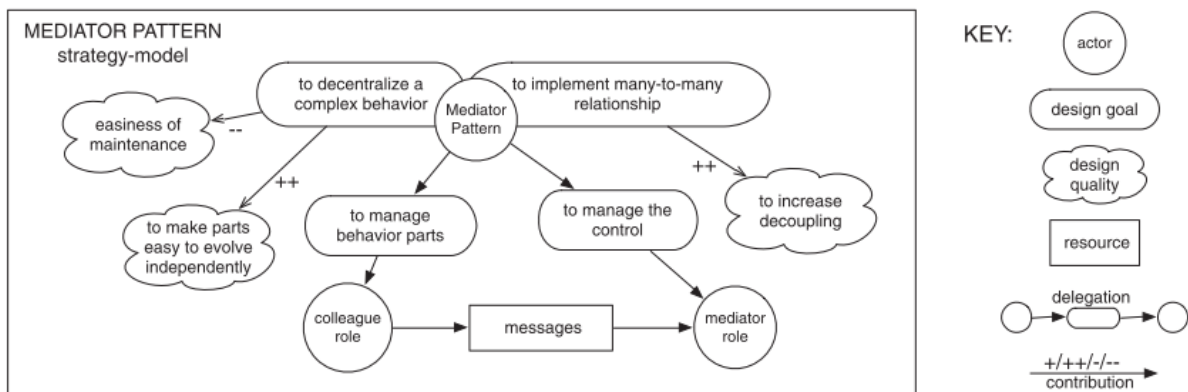 MEDIATOR PATTERN
strategy-model
to decentralize a
complex behavior
Mediator
Pattern
to implement many-to-many
relationship
easiness of
maintenance
--
++
++
to make parts
easy to evolve
independently
to manage
behavior parts
to manage the
control
to increase
decoupling
colleague
role
messages
mediator
role
KEY:
actor
design goal
design
quality
resource
delegation
+/++/-/--
contribution